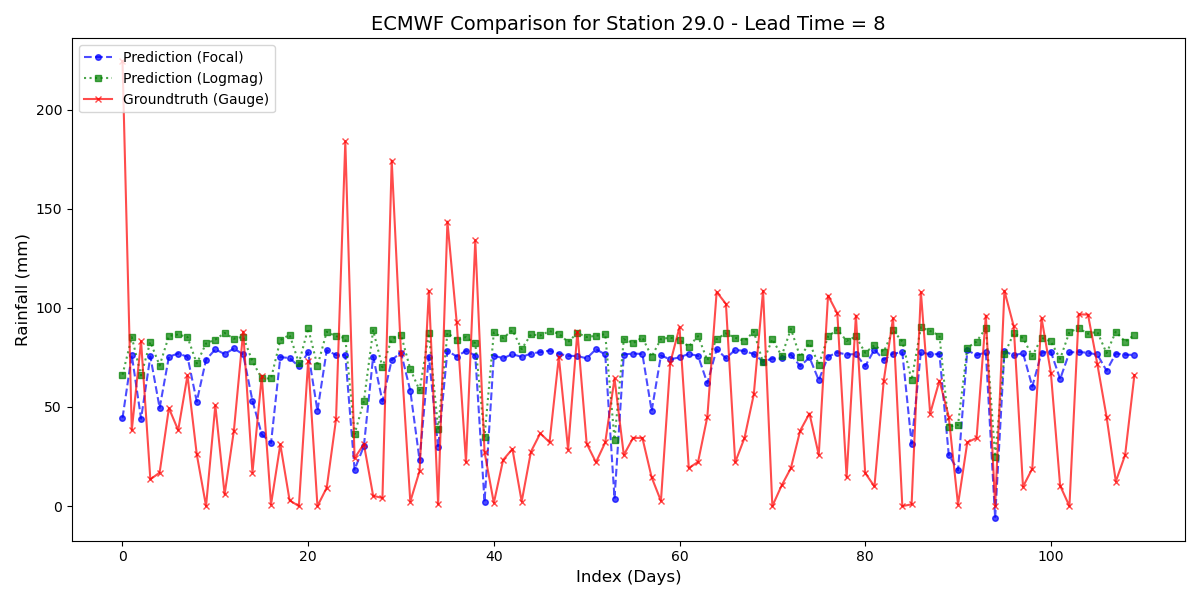 ECMWF Comparison for Station 29.0 - Lead Time = 8
Prediction (Focal)
Prediction (Logmag)
Groundtruth (Gauge)
Rainfall (mm)
200
150
100
50
0
0 20 40 60 80 100
Index (Days)